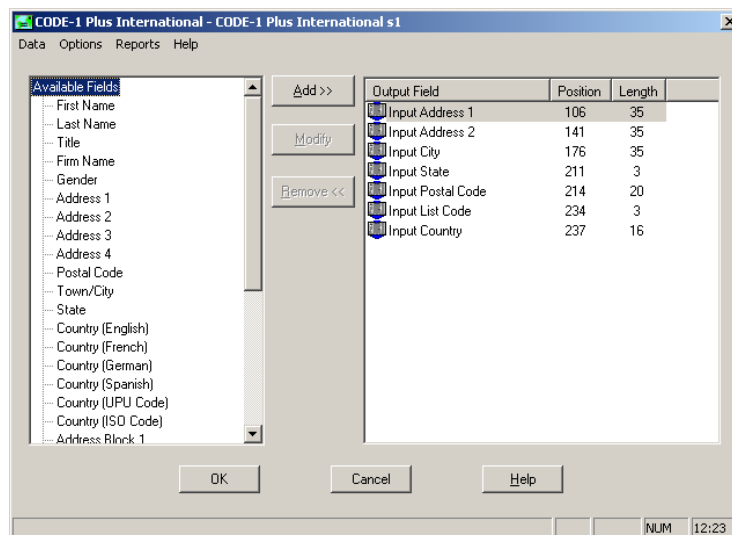 CODE-1 Plus International - CODE-1 Plus International s1
Data Options Reports Help
Available Fields
First Name
Last Name
Title
Firm Name
Gender
Address 1
Address 2
Address 3
Address 4
Postal Code
Town/City
State
Country (English)
Country (French)
Country (German)
Country (Spanish)
Country (UPU Code)
Country (ISO Code)
Address Block 1
Add >>
Modify
Remove <<
Output Field Position Length
Input Address 1 106 35
Input Address 2 141 35
Input City 176 35
Input State 211 3
Input Postal Code 214 20
Input List Code 234 3
Input Country 237 16
OK Cancel Help
NUM 12:23